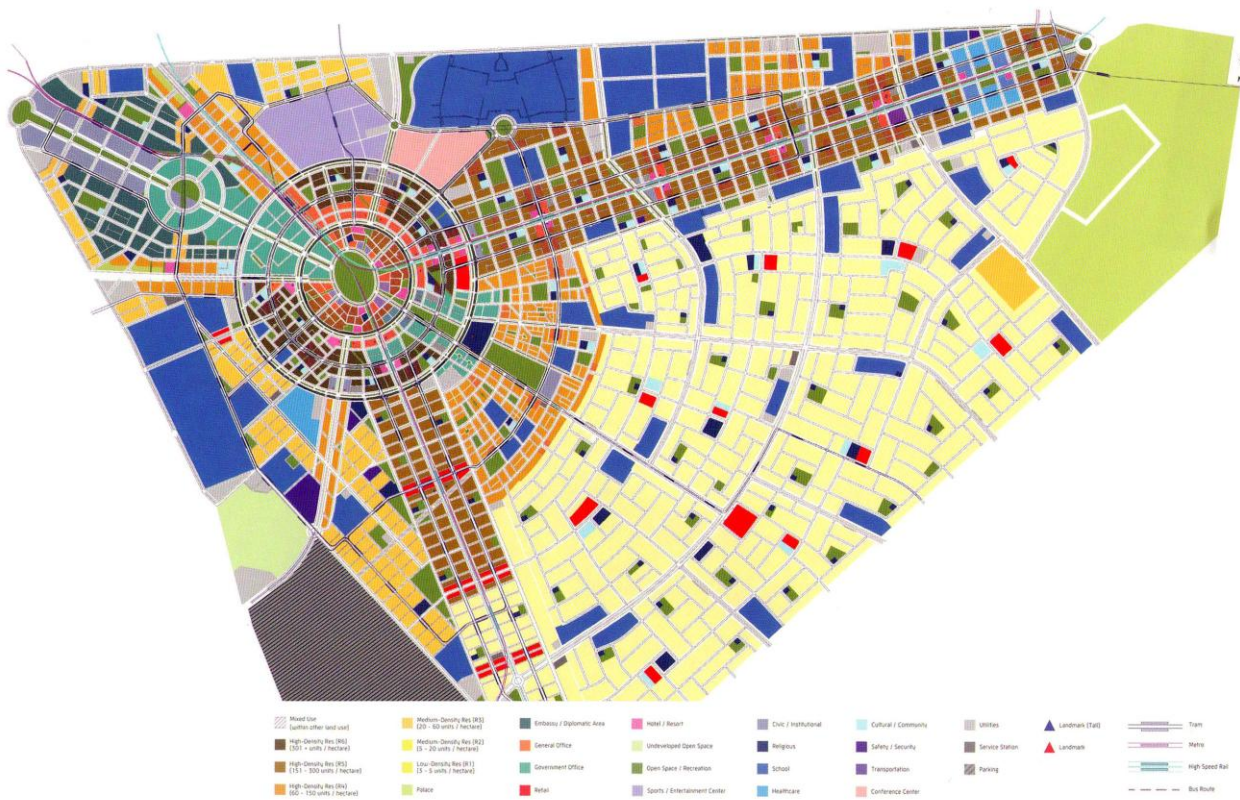 Mixed Use
(within other land use)
High-Density Res (R6)
(301 + units / hectare)
High-Density Res (R5)
(151 - 300 units / hectare)
High-Density Res (R4)
(60 - 150 units / hectare)
Medium-Density Res (R3)
(20 - 60 units / hectare)
Medium-Density Res (R2)
(5 - 20 units / hectare)
Low-Density Res (R1)
(3 - 5 units / hectare)
Palace
Embassy / Diplomatic Area
General Office
Government Office
Retail
Hotel / Resort
Undeveloped Open Space
Open Space / Recreation
Sports / Entertainment Center
Civic / Institutional
Religious
School
Healthcare
Cultural / Community
Safety / Security
Transportation
Conference Center
Utilities
Service Station
Parking
Landmark (Tall)
Landmark
Tram
Metro
High Speed Rail
Bus Route